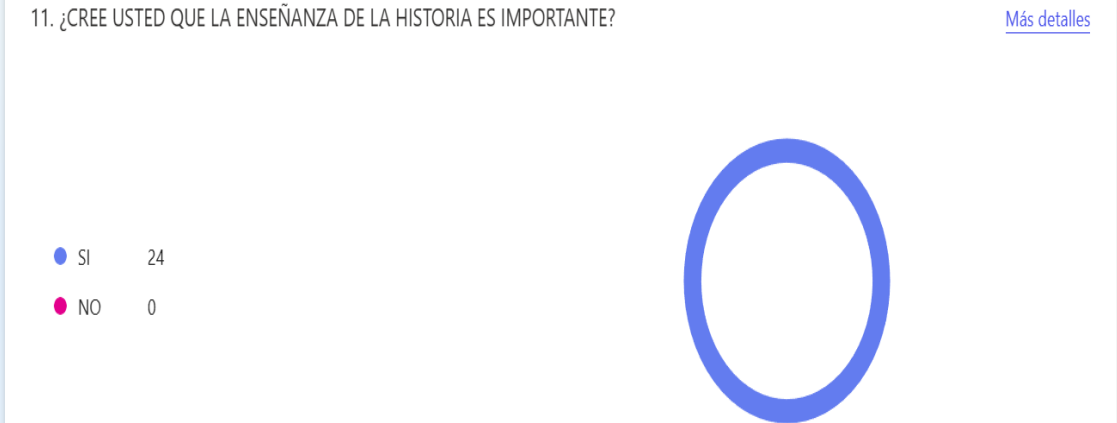 11. ¿CREE USTED QUE LA ENSEÑANZA DE LA HISTORIA ES IMPORTANTE?
Más detalles
SI 24
NO 0